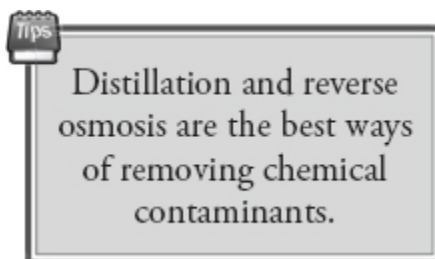 Tips
Distillation and reverse
osmosis are the best ways
of removing chemical
contaminants.